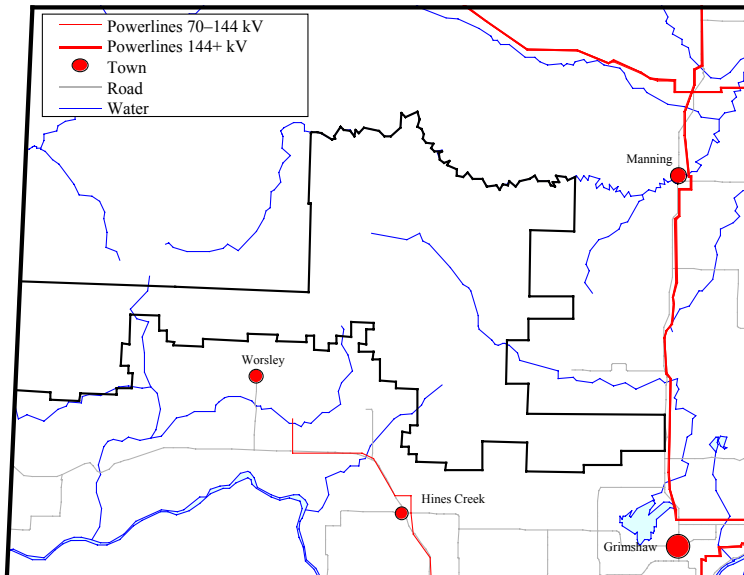 Powerlines 70–144 kV
Powerlines 144+ kV
Town
Road
Water
Manning
Worsley
Hines Creek
Grimshaw